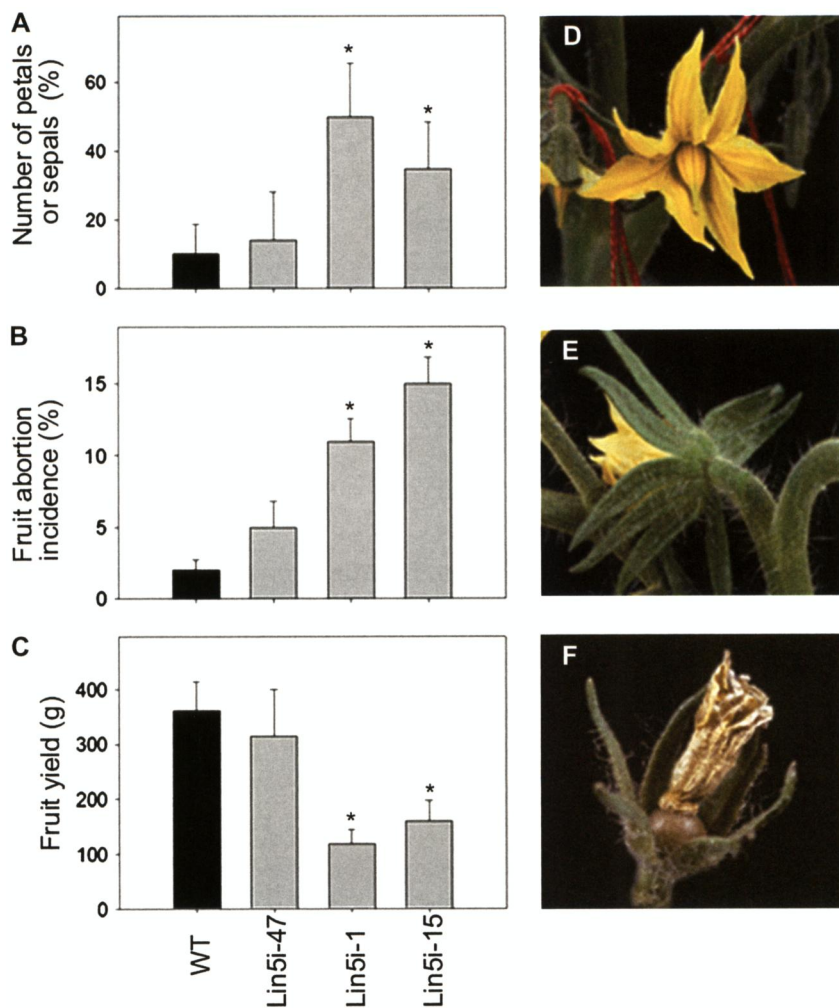 A
Number of petals
or sepals (%)
60
40
20
0
*
*
B
Fruit abortion
incidence (%)
15
10
5
0
*
*
C
Fruit yield (g)
400
300
200
100
0
*
*
WT
Lin5i-47
Lin5i-1
Lin5i-15
D
E
F